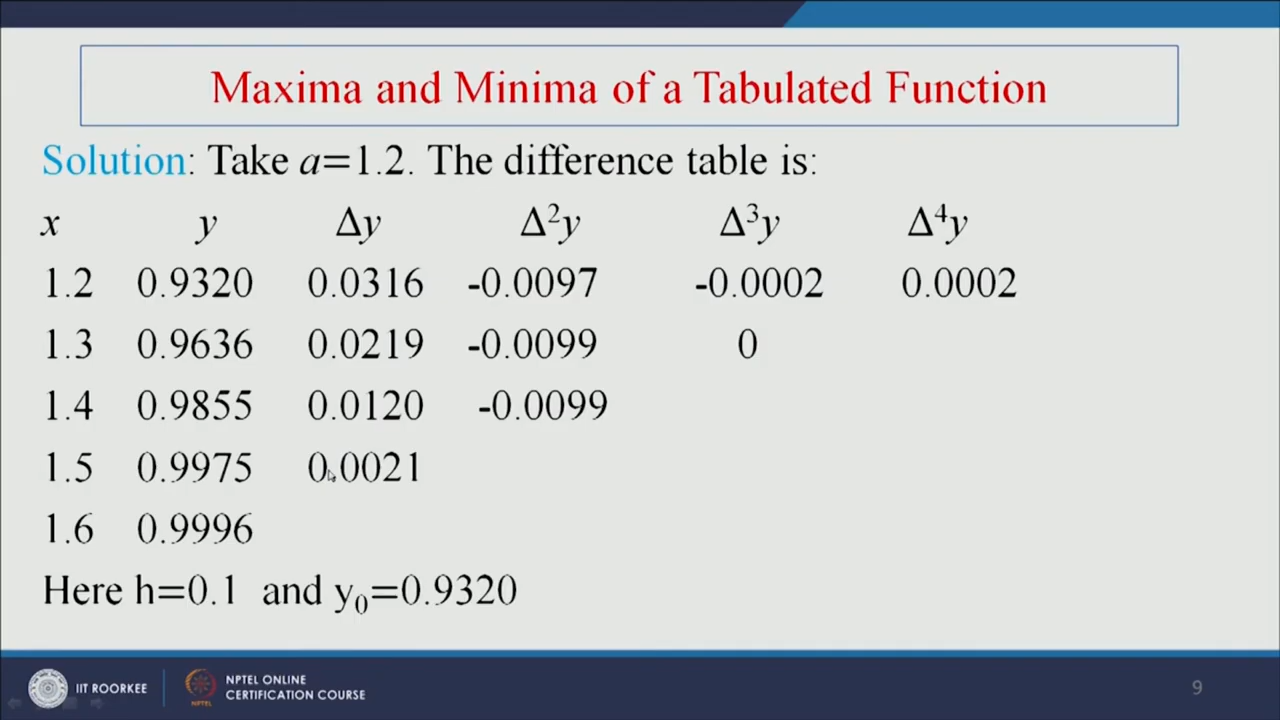 Maxima and Minima of a Tabulated Function
Solution: Take a=1.2. The difference table is:
x y Δy Δ²y Δ³y Δ⁴y
1.2 0.9320 0.0316 -0.0097 -0.0002 0.0002
1.3 0.9636 0.0219 -0.0099 0
1.4 0.9855 0.0120 -0.0099
1.5 0.9975 0.0021
1.6 0.9996
Here h=0.1 and y₀=0.9320
IIT ROORKEE
NPTEL
NPTEL ONLINE
CERTIFICATION COURSE
9